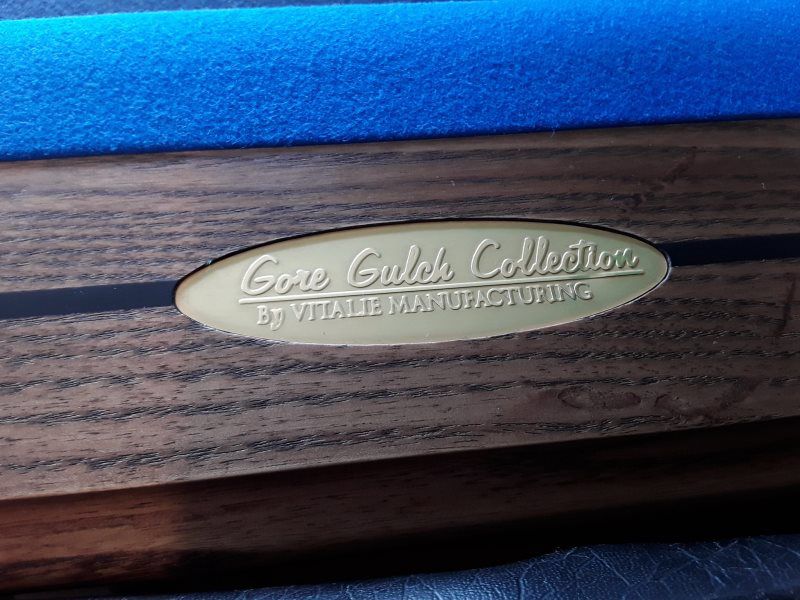 Gore Gulch Collection
By VITALIE MANUFACTURING